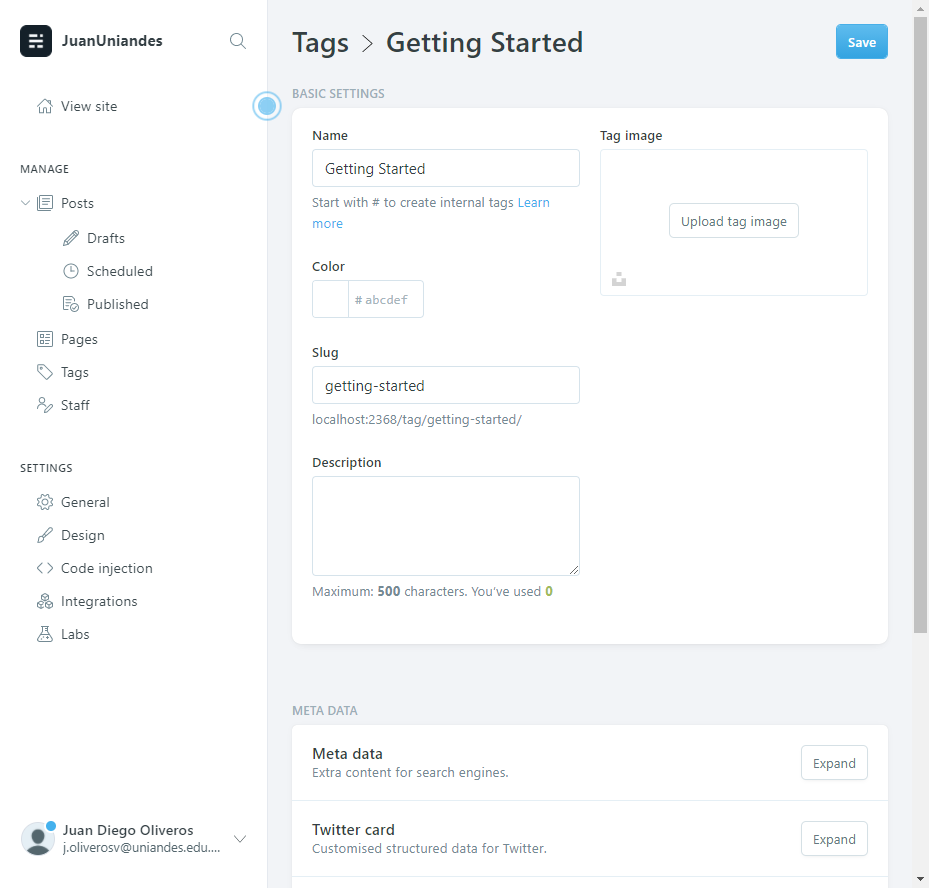 JuanUniandes
View site
MANAGE
Posts
Drafts
Scheduled
Published
Pages
Tags
Staff
SETTINGS
General
Design
Code injection
Integrations
Labs
Juan Diego Oliveros
j.oliverosv@uniandes.edu....
Tags > Getting Started
Save
BASIC SETTINGS
Name
Getting Started
Start with # to create internal tags Learn
more
Color
# abcdef
Slug
getting-started
localhost:2368/tag/getting-started/
Description
Maximum: 500 characters. You've used 0
Tag image
Upload tag image
META DATA
Meta data
Extra content for search engines.
Expand
Twitter card
Customised structured data for Twitter.
Expand